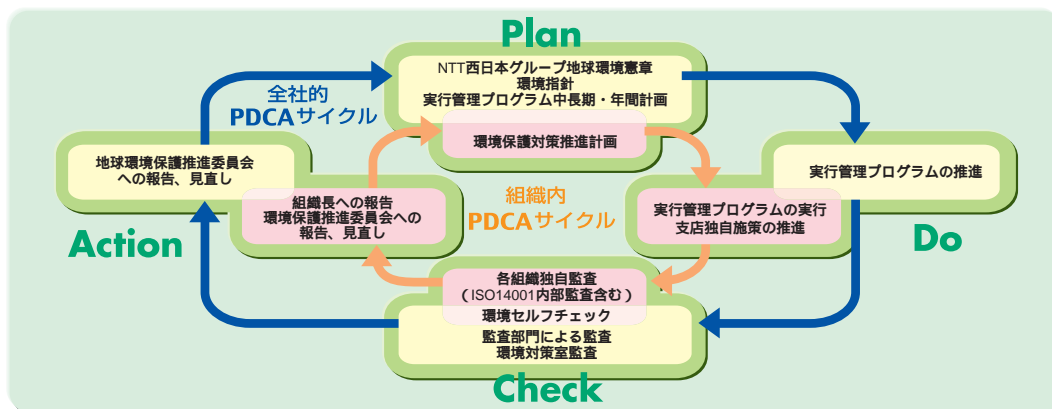 Plan
NTT西日本グループ地球環境憲章
環境指針
実行管理プログラム中長期・年間計画
環境保護対策推進計画
全社的
PDCAサイクル
地球環境保護推進委員会
への報告、見直し
組織長への報告
環境保護推進委員会への
報告、見直し
Action
組織内
PDCAサイクル
実行管理プログラムの推進
実行管理プログラムの実行
支店独自施策の推進
Do
各組織独自監査
（ISO14001内部監査含む）
環境セルフチェック
監査部門による監査
環境対策室監査
Check